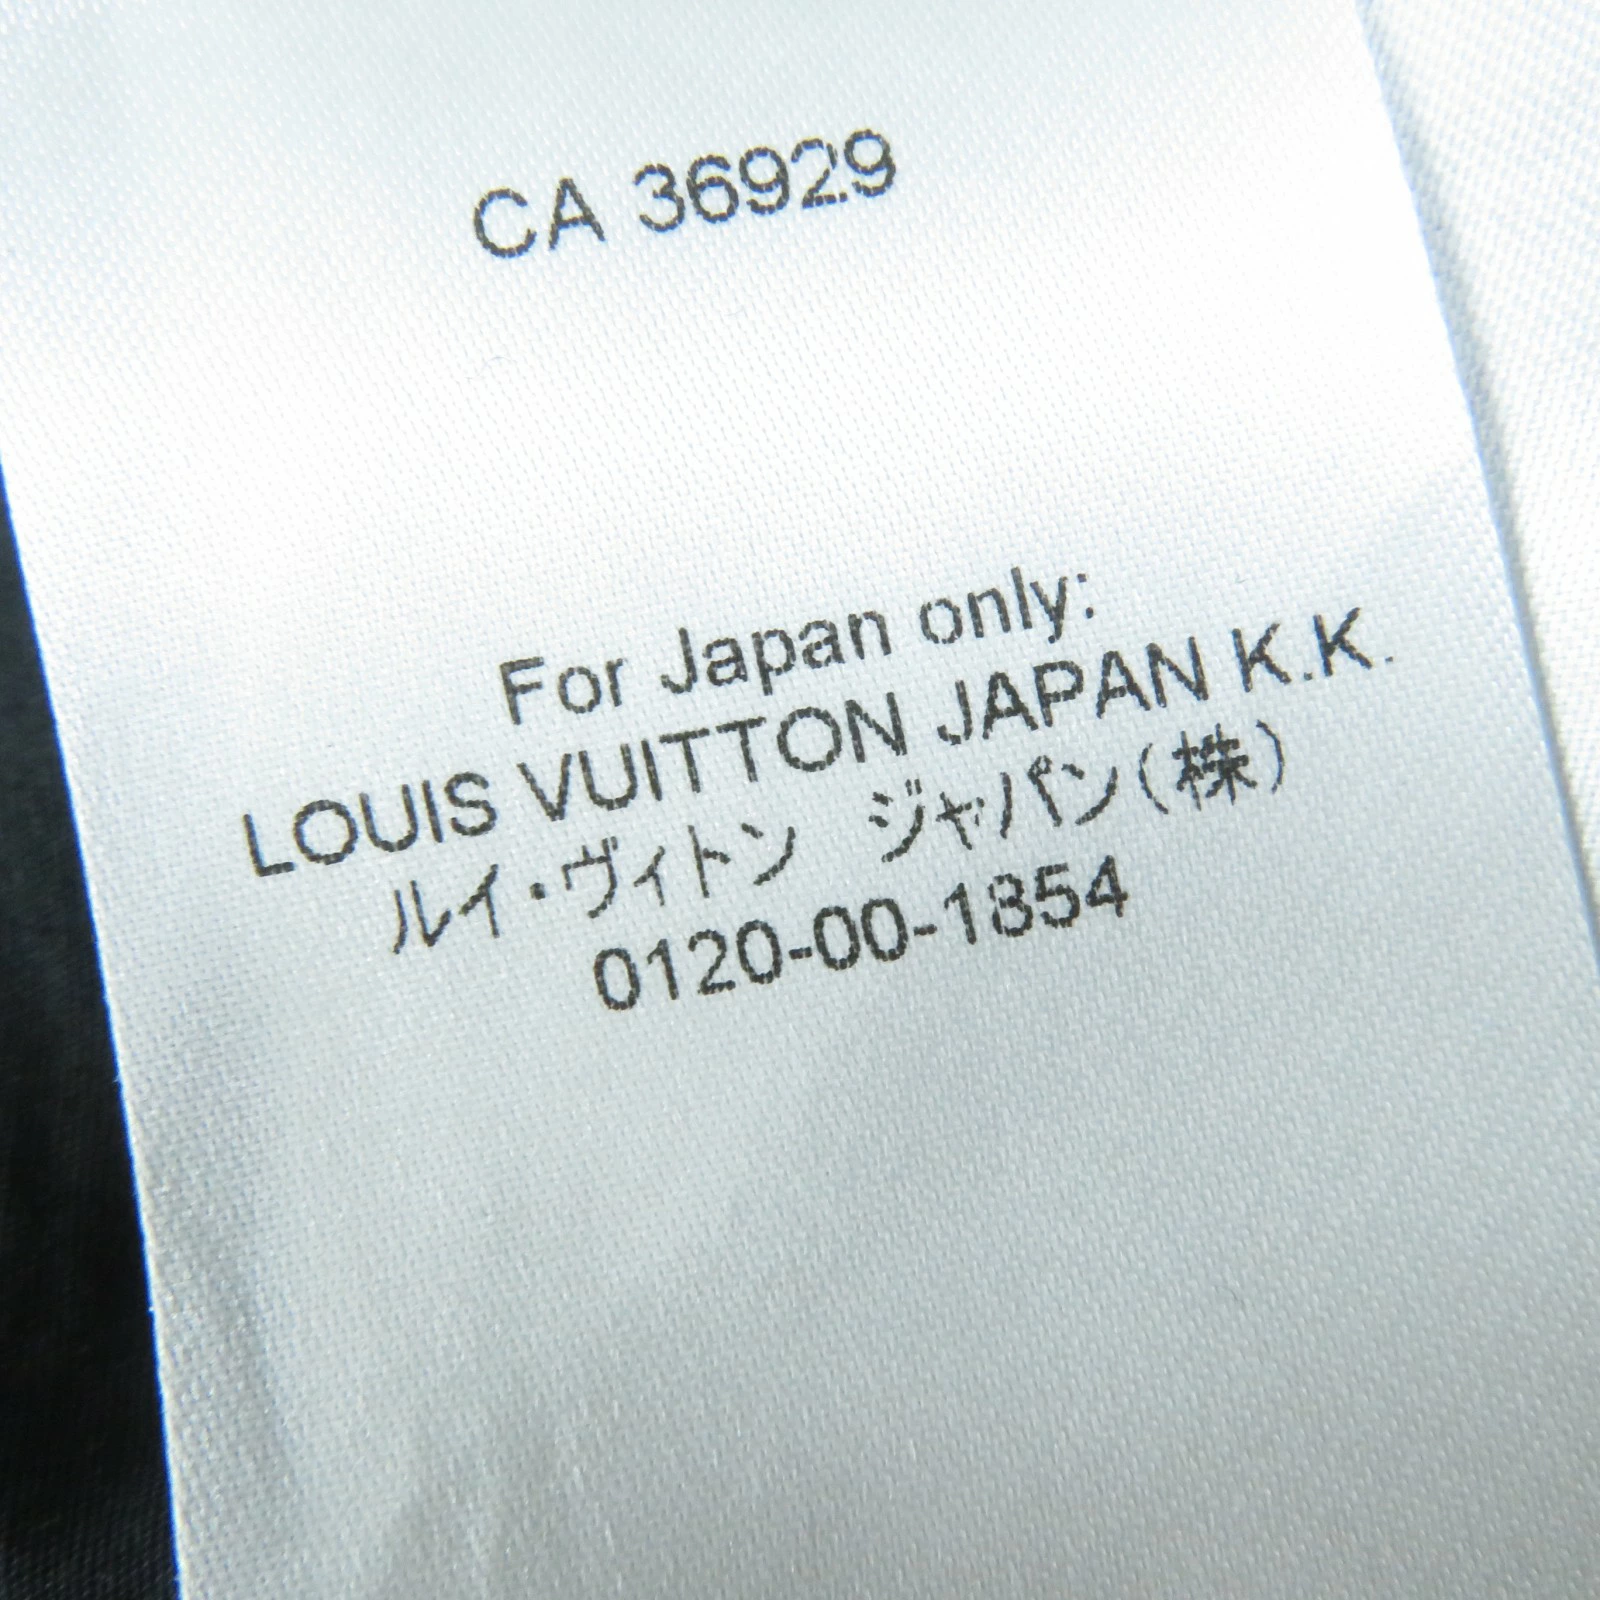 CA 36929
For Japan only:
LOUIS VUITTON JAPAN K.K.
ルイ・ヴィトン ジャパン(株)
0120-00-1854